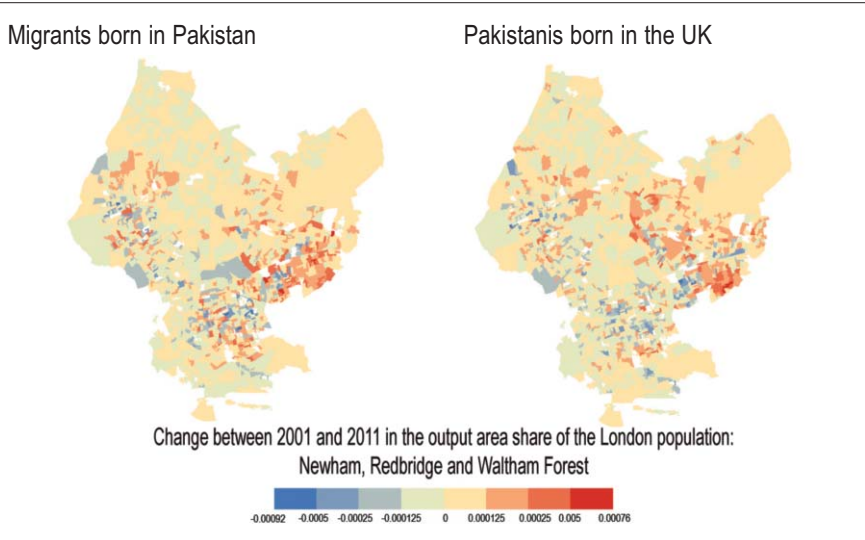 Migrants born in Pakistan
Pakistanis born in the UK
Change between 2001 and 2011 in the output area share of the London population:
Newham, Redbridge and Waltham Forest
-0.00092 -0.0005 -0.00025 -0.000125 0 0.000125 0.00025 0.005 0.00076